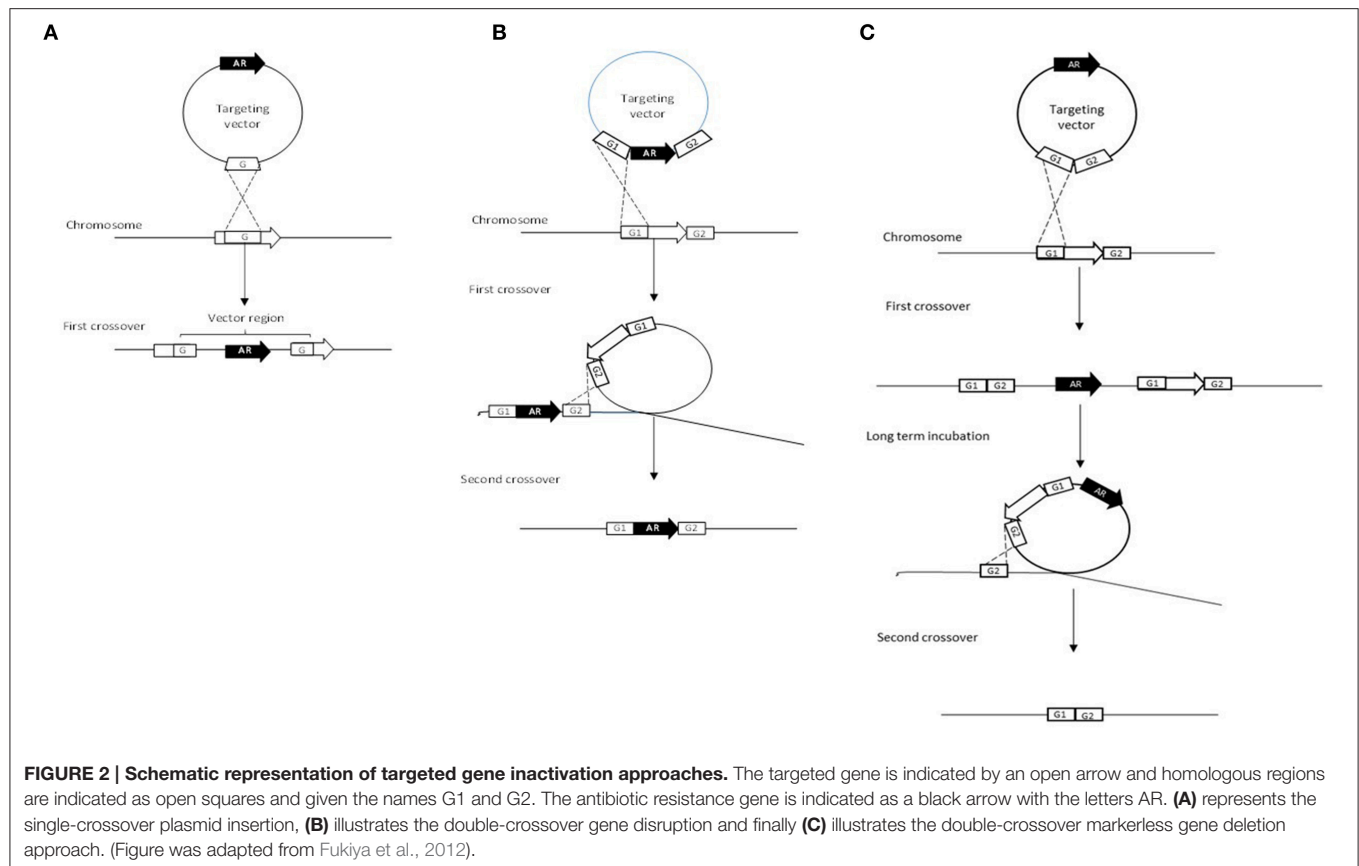 A
AR
Targeting
vector
G
Chromosome
G
Vector region
First crossover
G
AR
G
B
Targeting
vector
G1
AR
G2
Chromosome
G1
G2
First crossover
G1
G2
G1
AR
G2
Second crossover
G1
AR
G2
C
AR
Targeting
vector
G1
G2
Chromosome
G1
G2
First crossover
G1
G2
AR
G1
G2
Long term incubation
G1
AR
G2
G2
Second crossover
G1
G2
FIGURE 2 | Schematic representation of targeted gene inactivation approaches. The targeted gene is indicated by an open arrow and homologous regions
are indicated as open squares and given the names G1 and G2. The antibiotic resistance gene is indicated as a black arrow with the letters AR. (A) represents the
single-crossover plasmid insertion, (B) illustrates the double-crossover gene disruption and finally (C) illustrates the double-crossover markerless gene deletion
approach. (Figure was adapted from Fukiya et al., 2012).